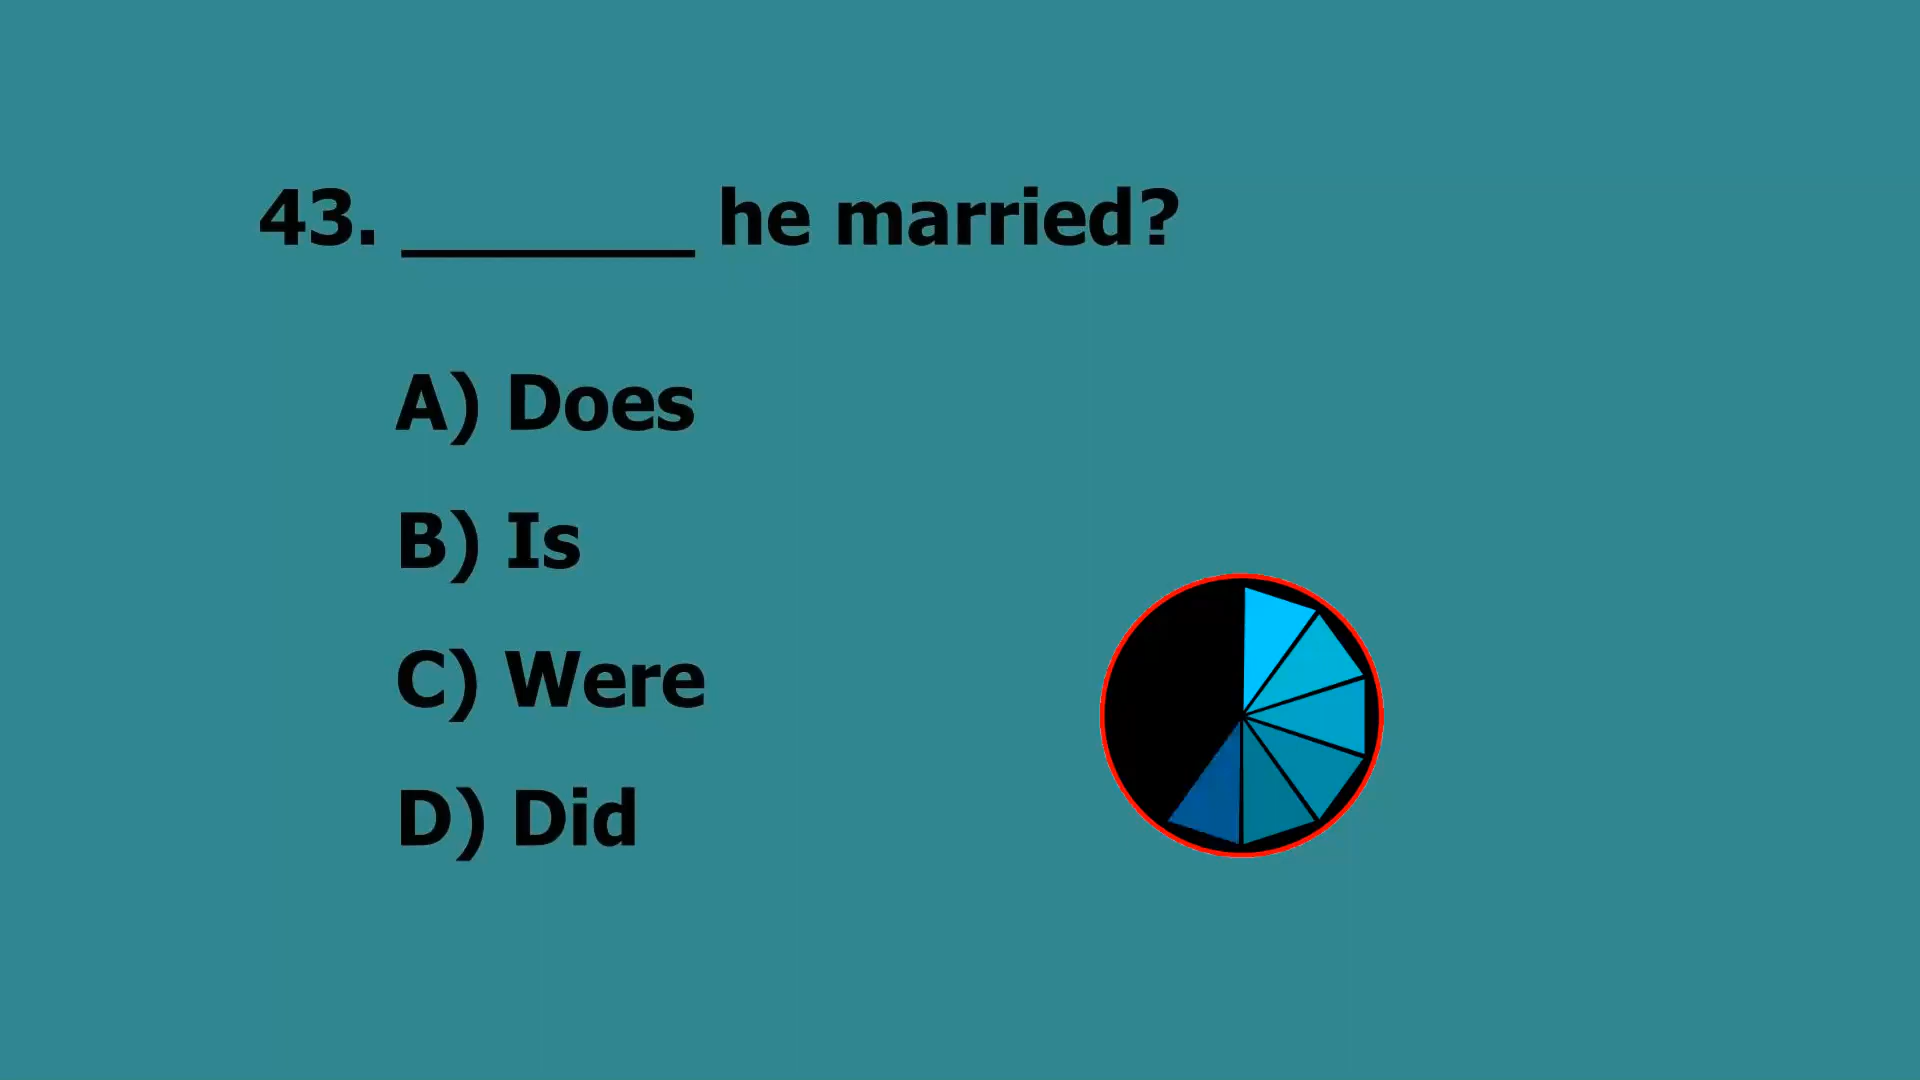 43. _______ he married?
A) Does
B) Is
C) Were
D) Did